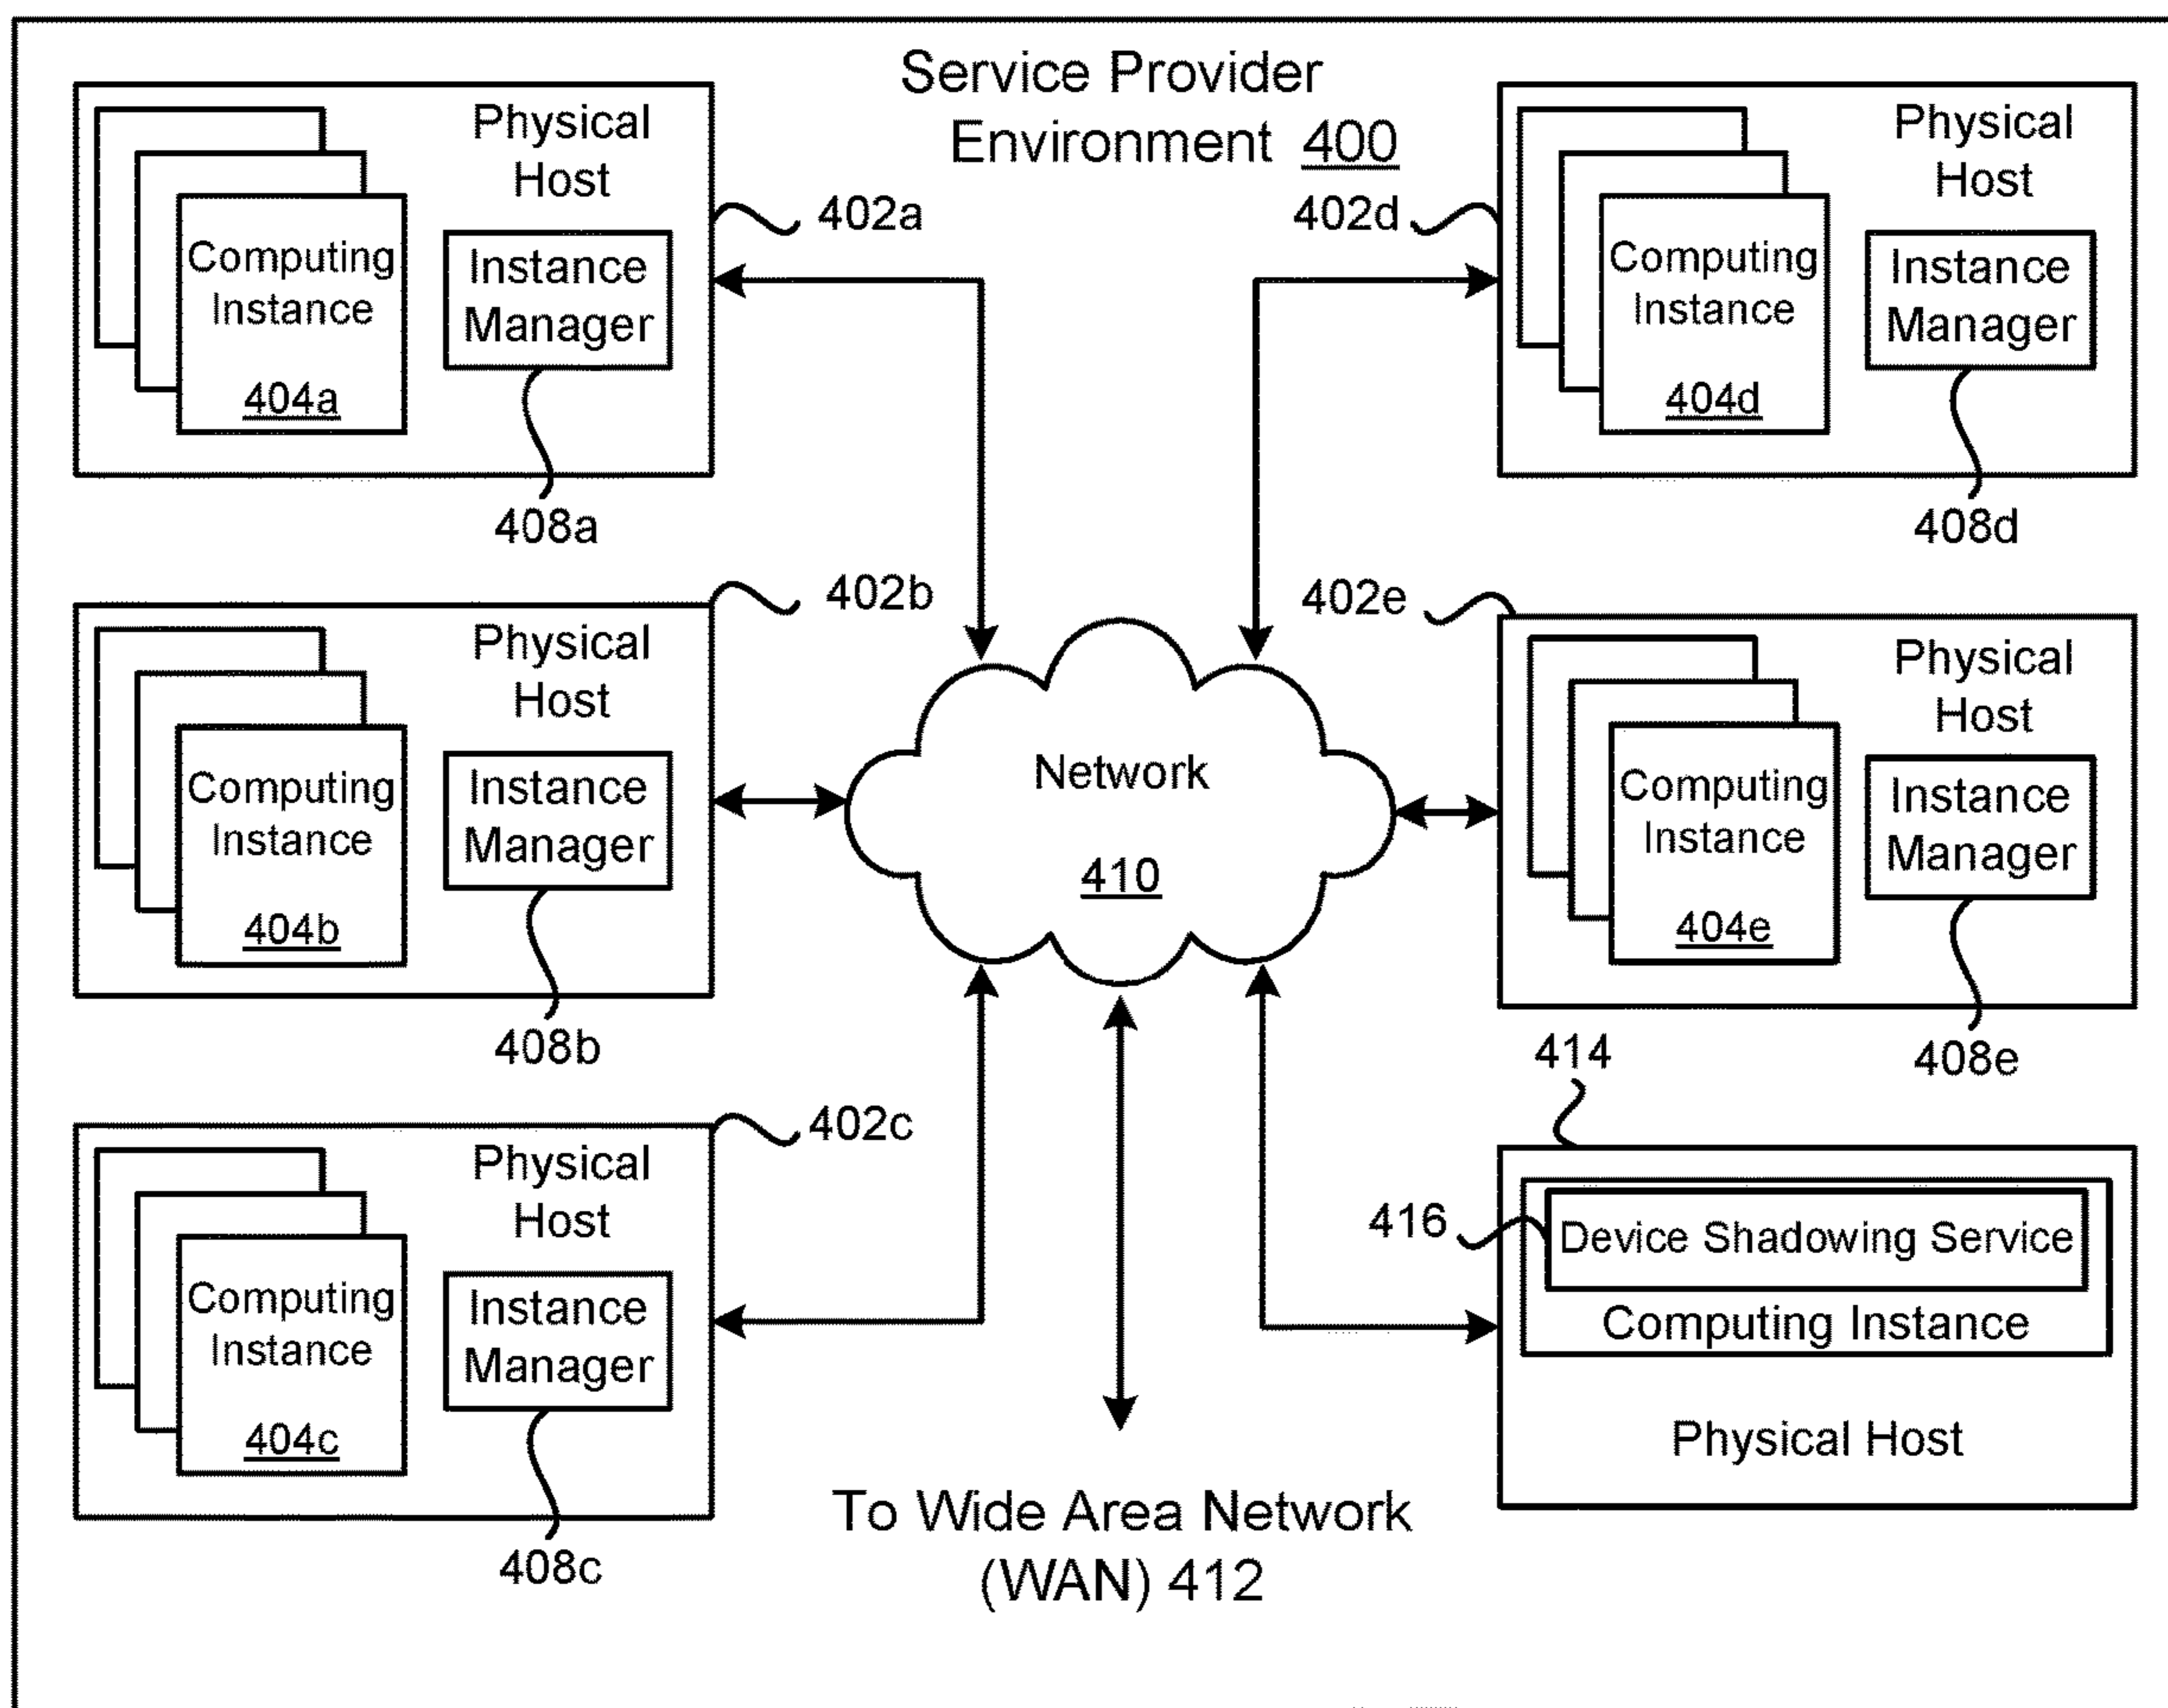 Service Provider
Environment 400
Physical
Host
Computing
Instance
404a
Instance
Manager
402a
408a
Physical
Host
Computing
Instance
404d
Instance
Manager
402d
408d
Physical
Host
Computing
Instance
404b
Instance
Manager
402b
408b
Network
410
Physical
Host
Computing
Instance
404e
Instance
Manager
402e
408e
Physical
Host
Computing
Instance
404c
Instance
Manager
402c
408c
414
416
Device Shadowing Service
Computing Instance
Physical Host
To Wide Area Network
(WAN) 412